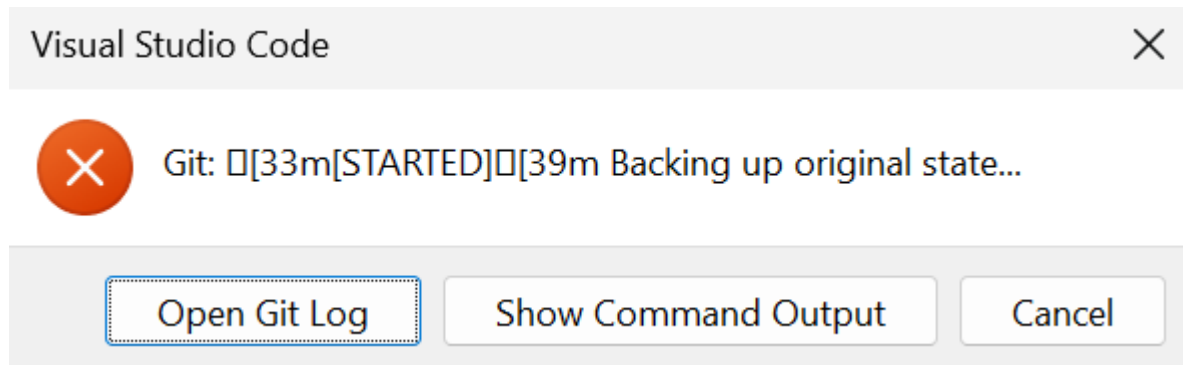 Visual Studio Code
Git: □[33m[STARTED]□[39m Backing up original state...
Open Git Log
Show Command Output
Cancel